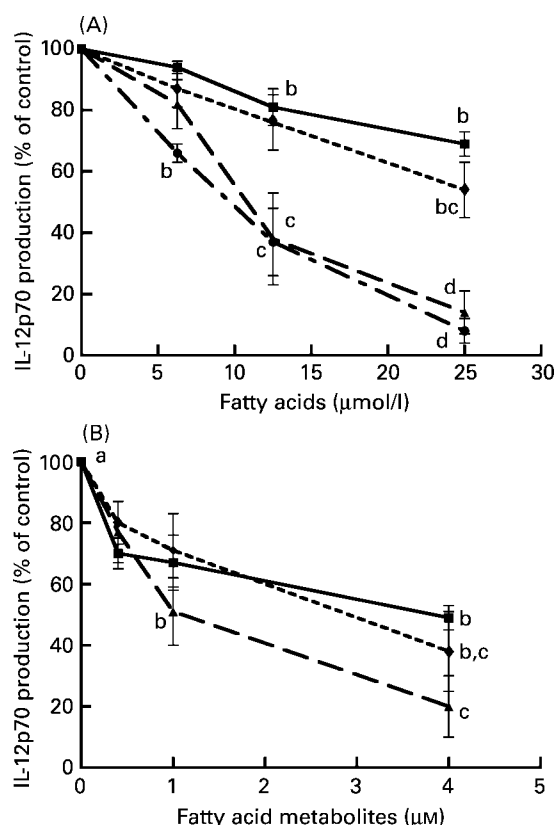 (A)
IL-12p70 production (% of control)
100
80
60
40
20
0
b
b
b
bc
c
c
d
d
0 5 10 15 20 25 30
Fatty acids (μmol/l)
(B)
IL-12p70 production (% of control)
100
80
60
40
20
0
a
b
b
b,c
c
0 1 2 3 4 5
Fatty acid metabolites (μM)